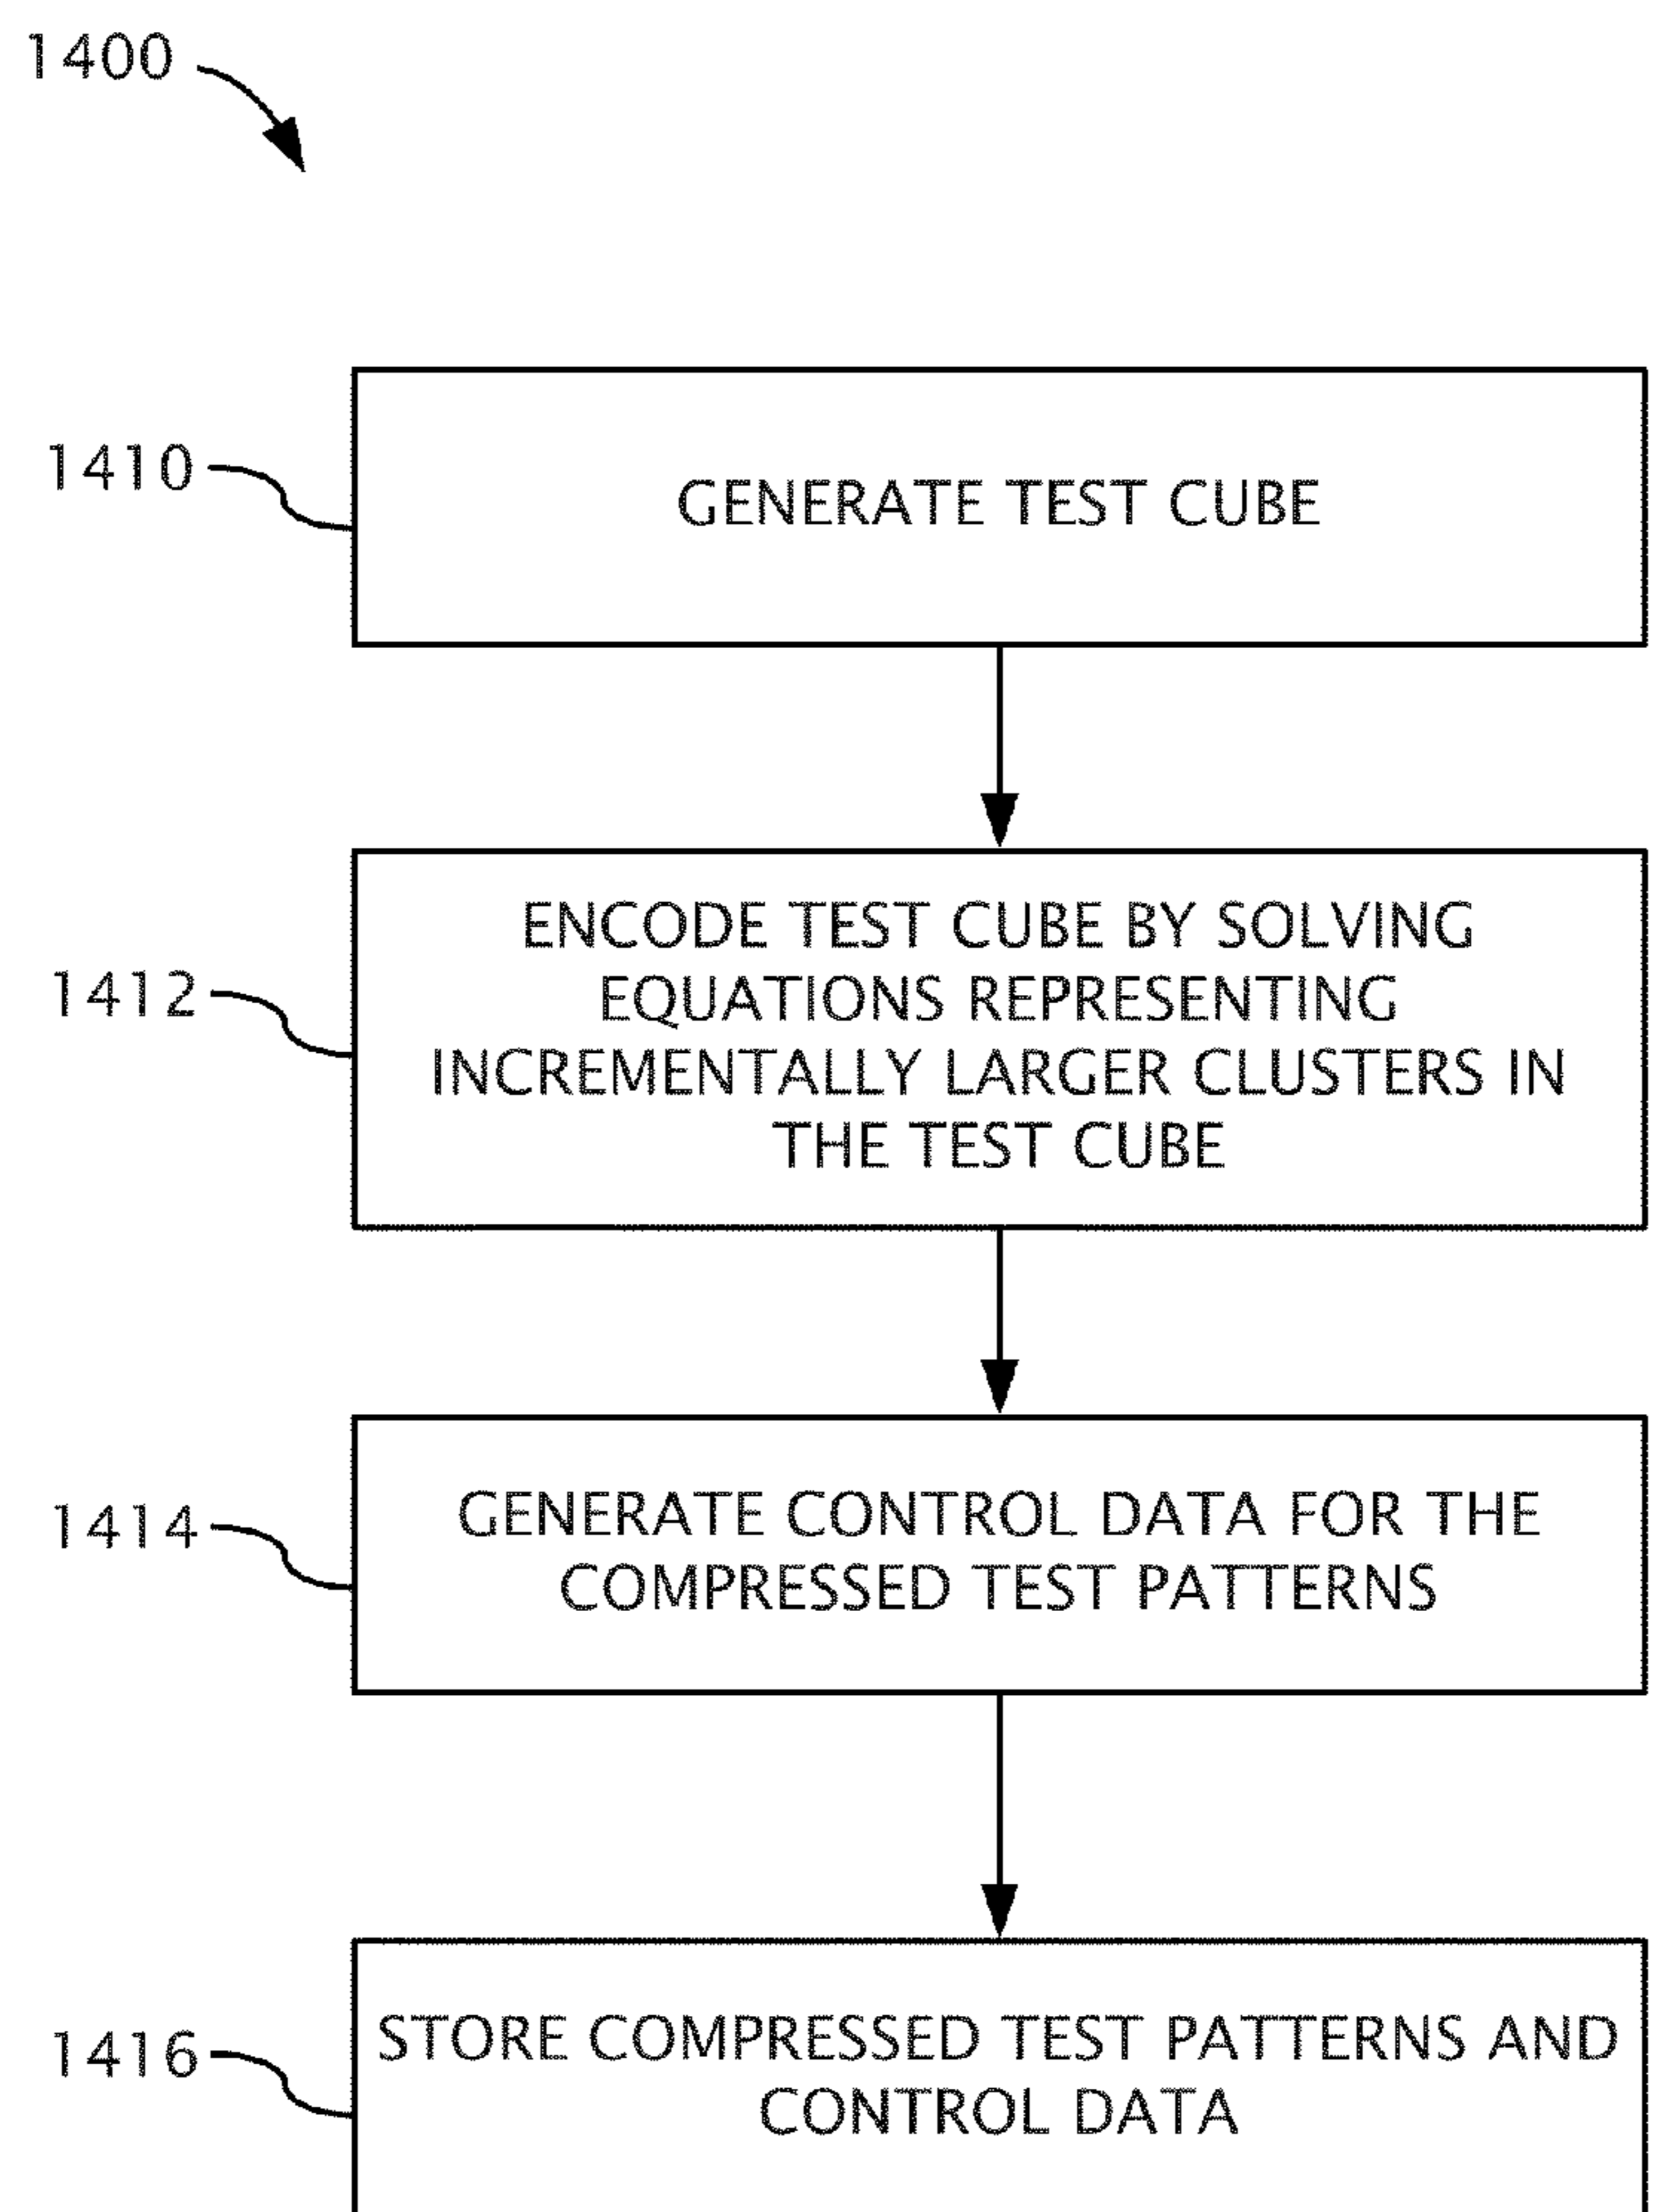 1400
1410
GENERATE TEST CUBE
1412
ENCODE TEST CUBE BY SOLVING
EQUATIONS REPRESENTING
INCREMENTALLY LARGER CLUSTERS IN
THE TEST CUBE
1414
GENERATE CONTROL DATA FOR THE
COMPRESSED TEST PATTERNS
1416
STORE COMPRESSED TEST PATTERNS AND
CONTROL DATA